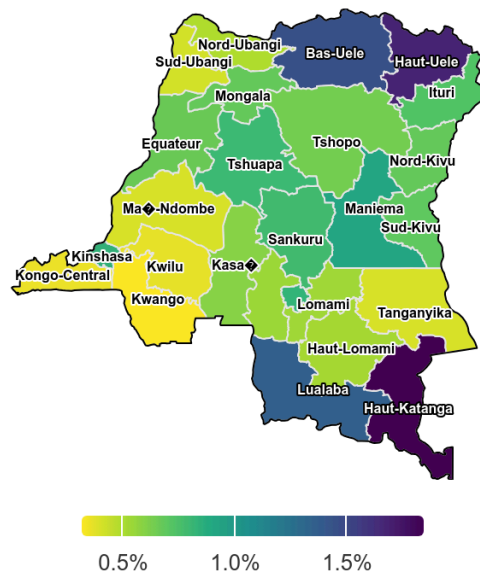 Nord-Ubangi
Bas-Uele
Haut-Uele
Sud-Ubangi
Ituri
Mongala
Equateur
Tshopo
Nord-Kivu
Tshuapa
Ma�-Ndombe
Maniema
Sud-Kivu
Sankuru
Kinshasa
Kasa�
Kwilu
Kongo-Central
Kwango
Lomami
Tanganyika
Haut-Lomami
Lualaba
Haut-Katanga
0.5% 1.0% 1.5%